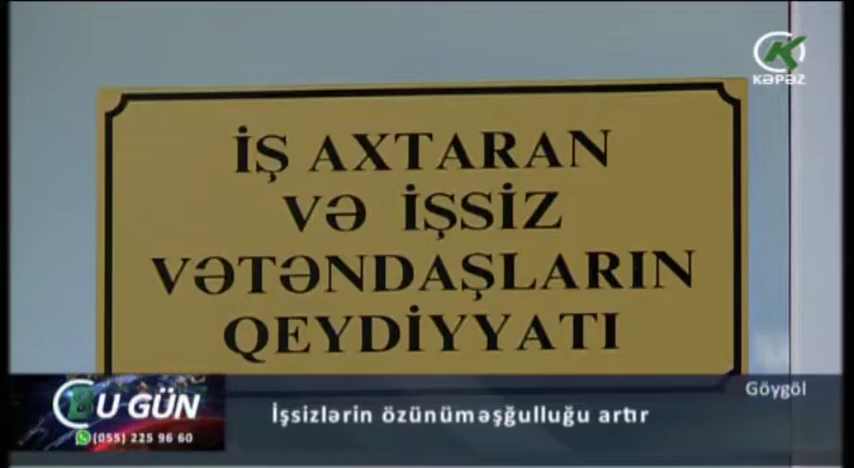 KƏPƏZ
İŞ AXTARAN
VƏ İŞSİZ
VƏTƏNDAŞLARIN
QEYDİYYATI
Göygöl
BU GÜN
İşsizlərin özünüməşğulluğu artır
(055) 225 96 60